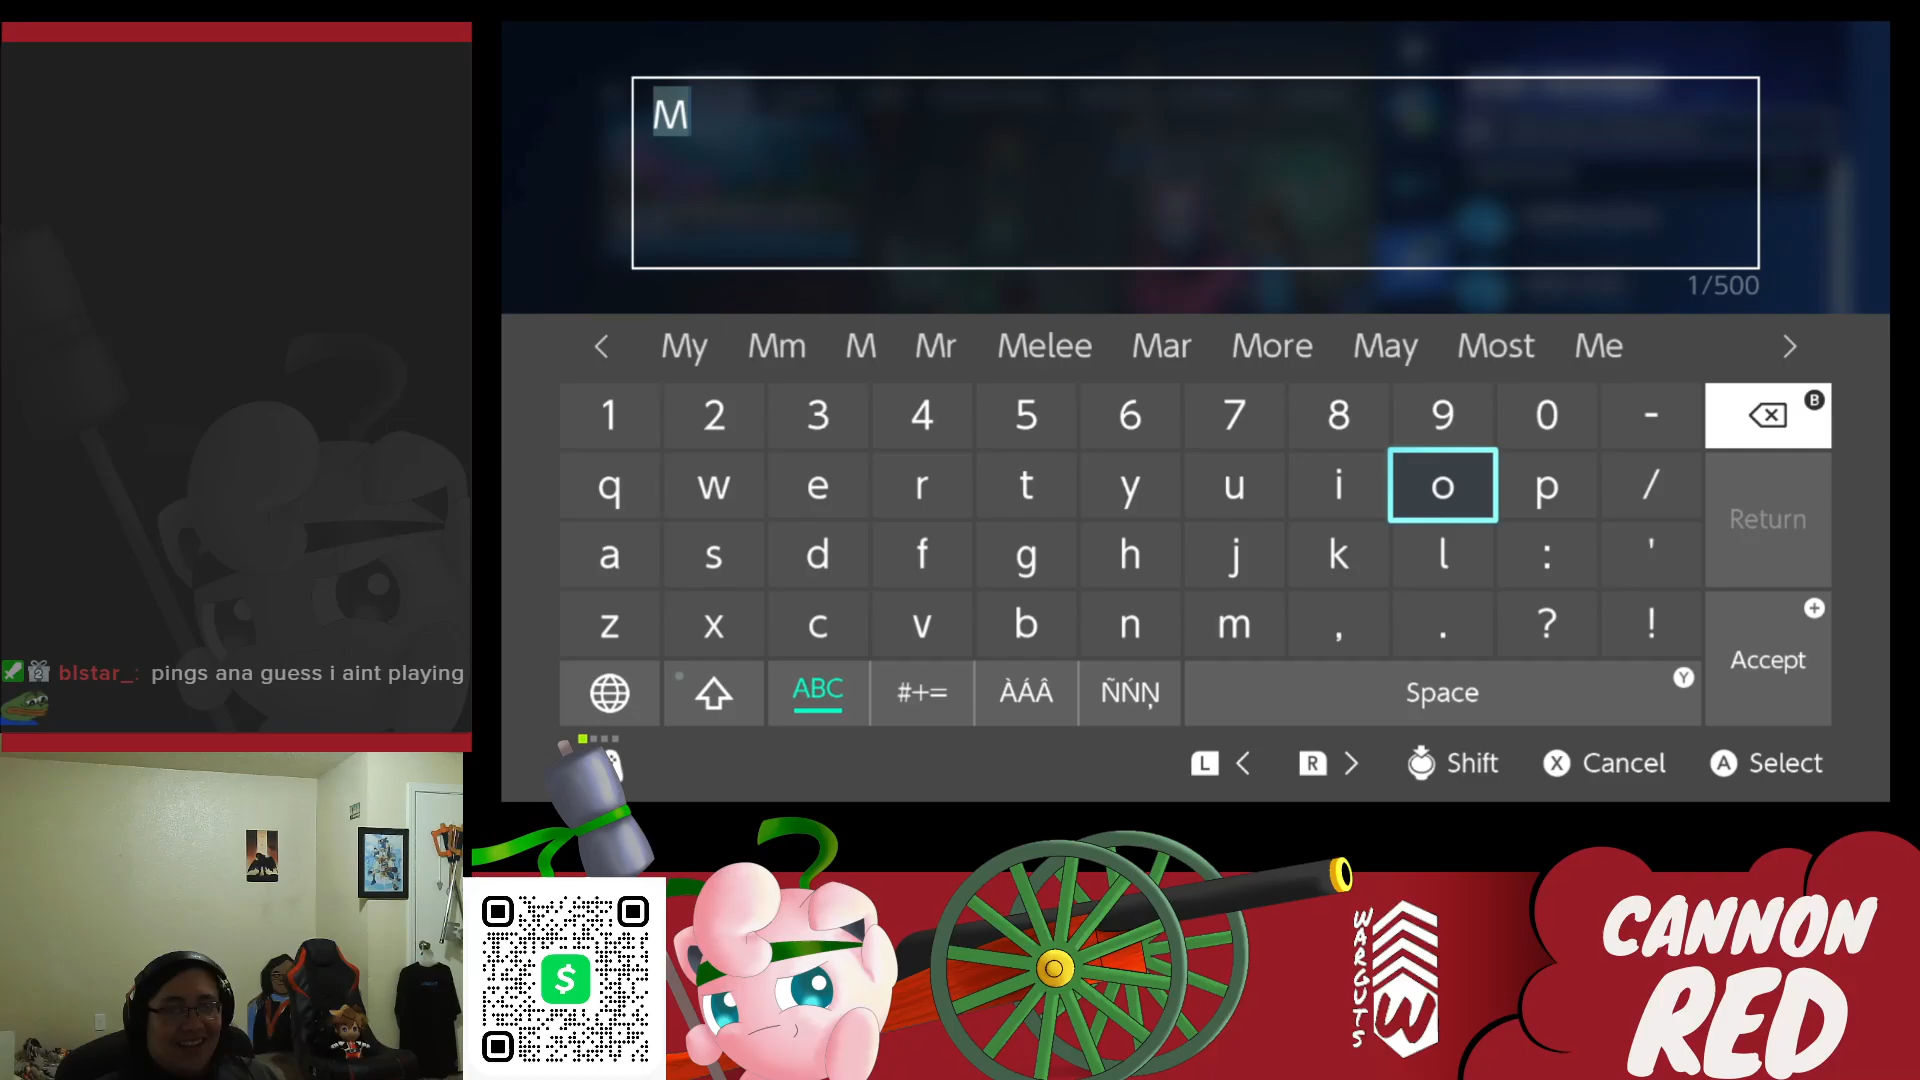 M
1/500
< My Mm M Mr Melee Mar More May Most Me >
1 2 3 4 5 6 7 8 9 0 - B
q w e r t y u i o p /
Return
a s d f g h j k l : '
z x c v b n m , . ? !
+ Accept
ABC #+= ÀÁÂ ÑŃŅ Space Y
L < R > Shift X Cancel A Select
blstar_: pings ana guess i aint playing
$
WARGUTS
W
CANNON
RED